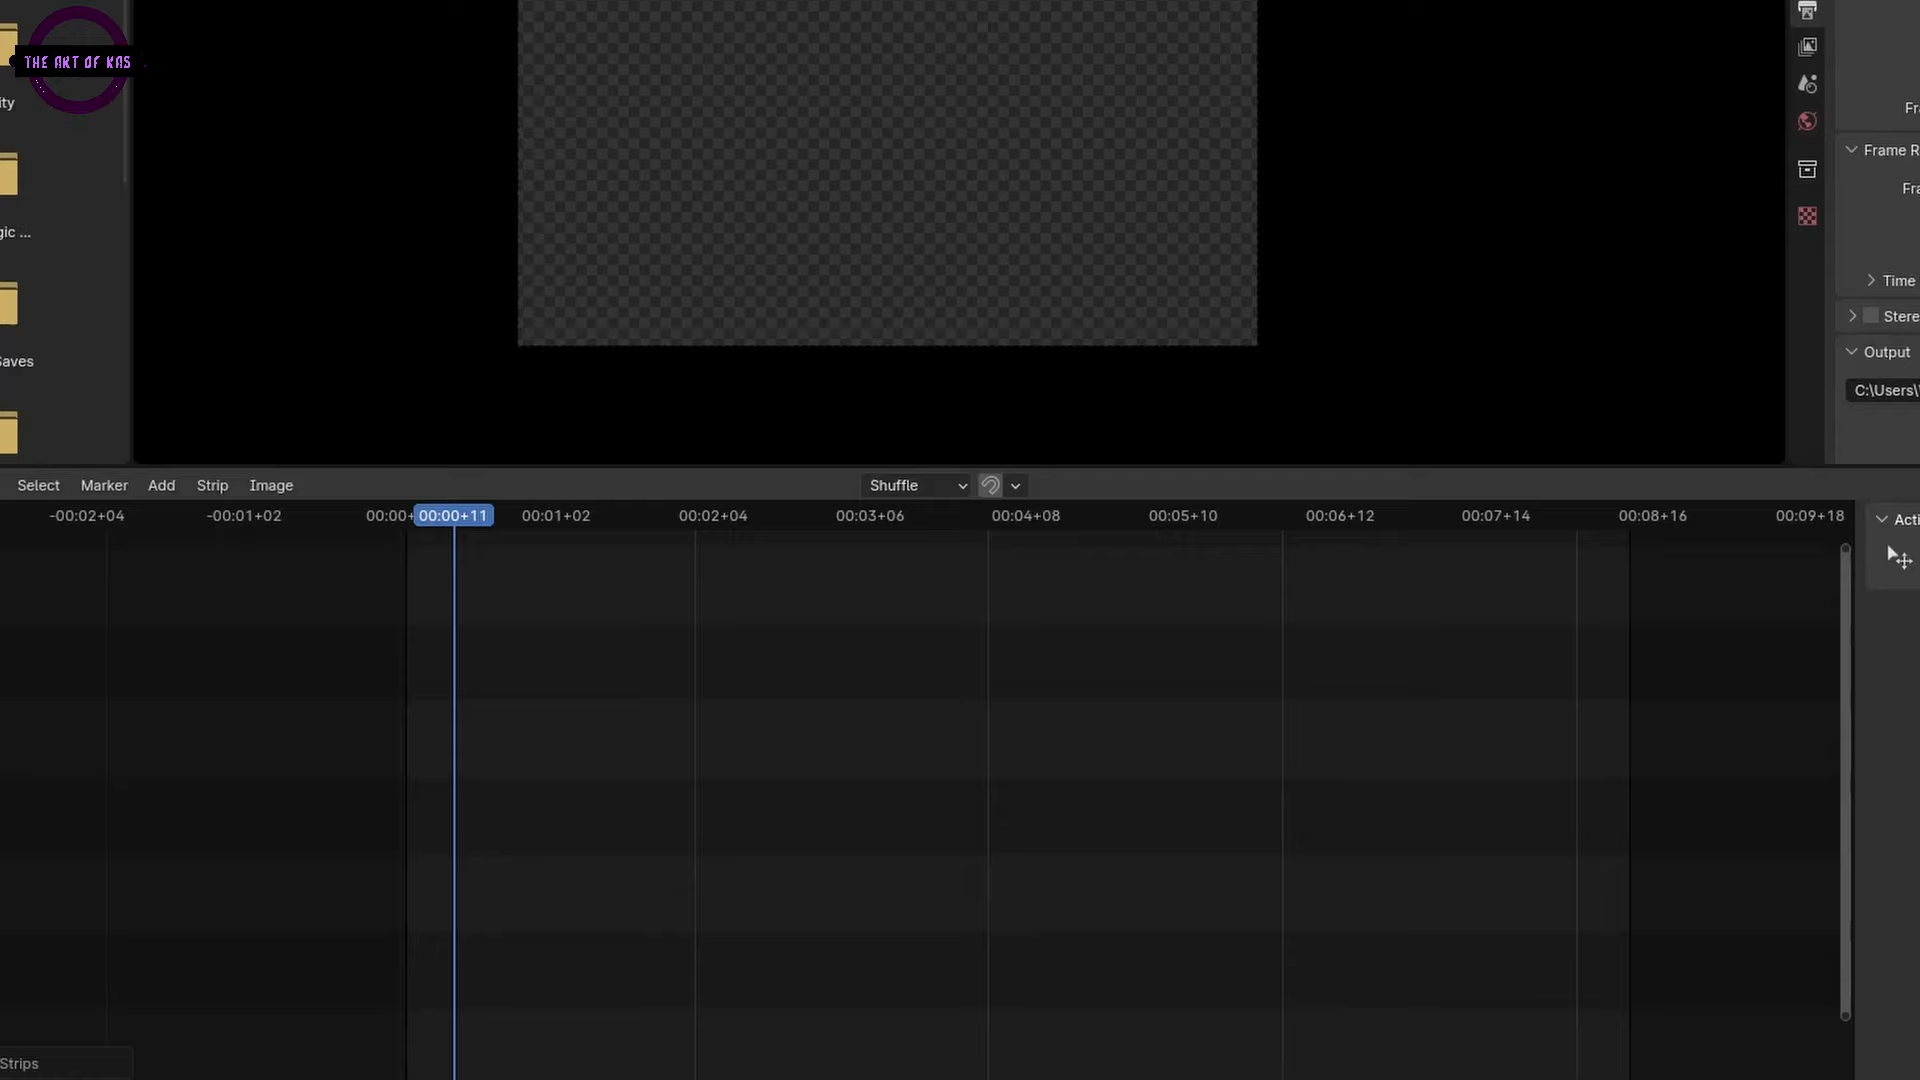 THE ART OF KAS
ity
gic ...
Saves
Fr
Frame R
Fra
Time
Stere
Output
C:\Users\
Select Marker Add Strip Image Shuffle
-00:02+04 -00:01+02 00:00+ 00:00+11 00:01+02 00:02+04 00:03+06 00:04+08 00:05+10 00:06+12 00:07+14 00:08+16 00:09+18
Acti
Strips